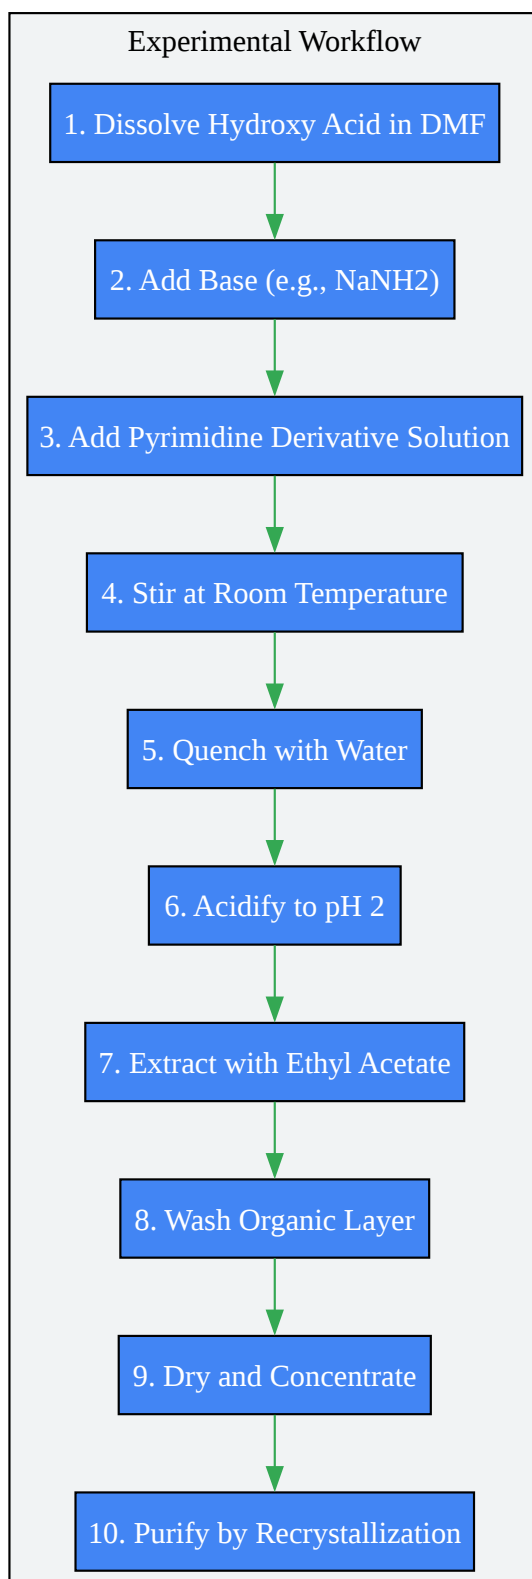 Experimental Workflow
1. Dissolve Hydroxy Acid in DMF
2. Add Base (e.g., NaNH2)
3. Add Pyrimidine Derivative Solution
4. Stir at Room Temperature
5. Quench with Water
6. Acidify to pH 2
7. Extract with Ethyl Acetate
8. Wash Organic Layer
9. Dry and Concentrate
10. Purify by Recrystallization